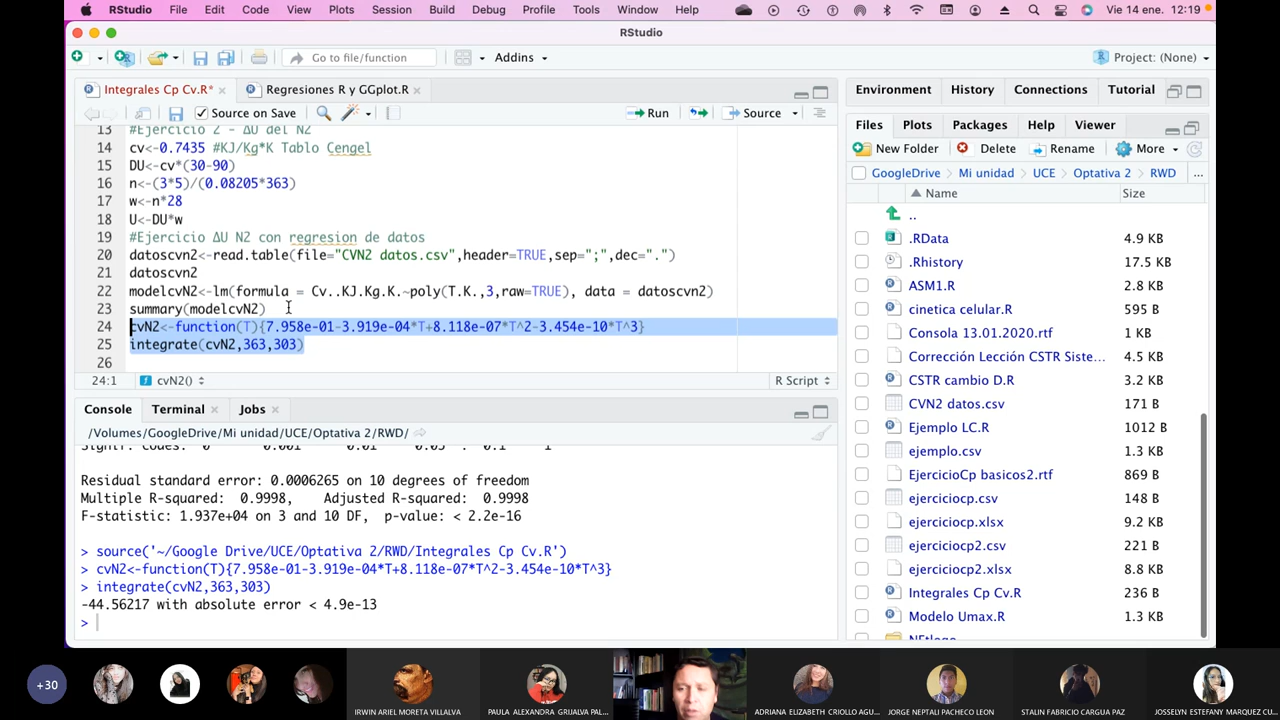 RStudio File Edit Code View Plots Session Build Debug Profile Tools Window Help Vie 14 ene. 12:19
RStudio
Go to file/function Addins Project: (None)
Integrales Cp Cv.R* Regresiones R y GGplot.R
Source on Save Run Source
13 #Ejercicio 2 - ΔU del N2
14 cv<-0.7435 #KJ/Kg*K Tablo Cengel
15 DU<-cv*(30-90)
16 n<-(3*5)/(0.08205*363)
17 w<-n*28
18 U<-DU*w
19 #Ejercicio ΔU N2 con regresion de datos
20 datoscvn2<-read.table(file="CVN2 datos.csv",header=TRUE,sep=";",dec=".")
21 datoscvn2
22 modelcvN2<-lm(formula = Cv..KJ.Kg.K.~poly(T.K.,3,raw=TRUE), data = datoscvn2)
23 summary(modelcvN2)
24 cvN2<-function(T){7.958e-01-3.919e-04*T+8.118e-07*T^2-3.454e-10*T^3}
25 integrate(cvN2,363,303)
26
24:1 cvN2() R Script
Console Terminal Jobs
/Volumes/GoogleDrive/Mi unidad/UCE/Optativa 2/RWD/
Residual standard error: 0.0006265 on 10 degrees of freedom
Multiple R-squared: 0.9998, Adjusted R-squared: 0.9998
F-statistic: 1.937e+04 on 3 and 10 DF, p-value: < 2.2e-16
> source('~/Google Drive/UCE/Optativa 2/RWD/Integrales Cp Cv.R')
> cvN2<-function(T){7.958e-01-3.919e-04*T+8.118e-07*T^2-3.454e-10*T^3}
> integrate(cvN2,363,303)
-44.56217 with absolute error < 4.9e-13
>
Environment History Connections Tutorial
Files Plots Packages Help Viewer
New Folder Delete Rename More
GoogleDrive Mi unidad UCE Optativa 2 RWD ...
Name Size
..
.RData 4.9 KB
.Rhistory 17.5 KB
ASM1.R 2.8 KB
cinetica celular.R 595 B
Consola 13.01.2020.rtf 1 KB
Corrección Lección CSTR Siste... 4.5 KB
CSTR cambio D.R 3.2 KB
CVN2 datos.csv 171 B
Ejemplo LC.R 1012 B
ejemplo.csv 1.3 KB
EjercicioCp basicos2.rtf 869 B
ejerciciocp.csv 148 B
ejerciciocp.xlsx 9.2 KB
ejerciciocp2.csv 221 B
ejerciciocp2.xlsx 8.8 KB
Integrales Cp Cv.R 236 B
Modelo Umax.R 1.3 KB
+30
IRWIN ARIEL MORETA VILLALVA
PAULA ALEXANDRA GRIJALVA PAL...
ADRIANA ELIZABETH CRIOLLO AGU...
JORGE NEPTALI PACHECO LEON
STALIN FABRICIO CARGUA PAZ
JOSSELYN ESTEFANY MARQUEZ CU...